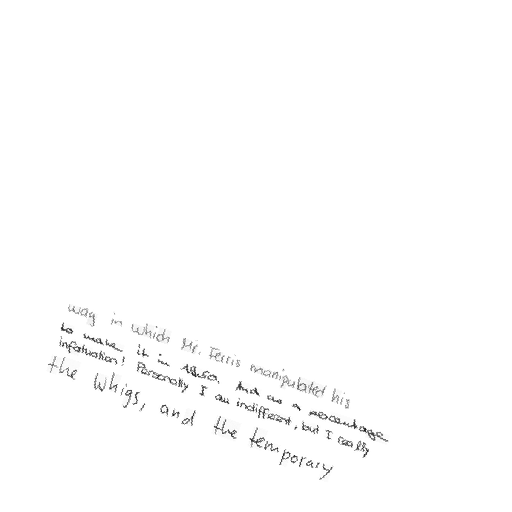 way in which Mr. Ferris manipulated his
to make it in Africa. And as a percentage
infatuation! Personally I am indifferent, but I really
the Whigs, and the temporary